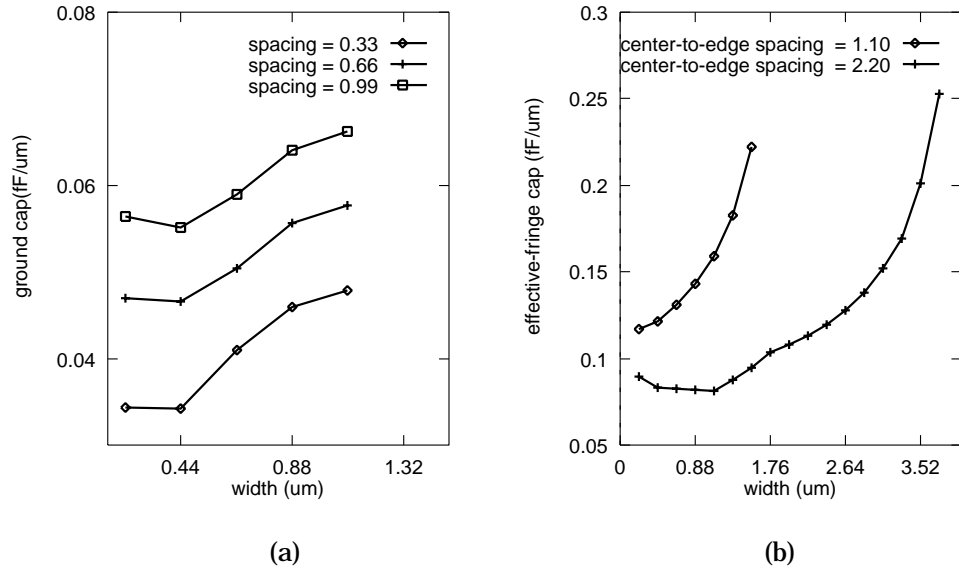 0.08
spacing = 0.33
spacing = 0.66
spacing = 0.99
0.06
0.04
ground cap(fF/um)
0.44 0.88 1.32
width (um)
(a)
0.3
center-to-edge spacing = 1.10
center-to-edge spacing = 2.20
0.25
0.2
0.15
0.1
0.05
effective-fringe cap (fF/um)
0 0.88 1.76 2.64 3.52
width (um)
(b)